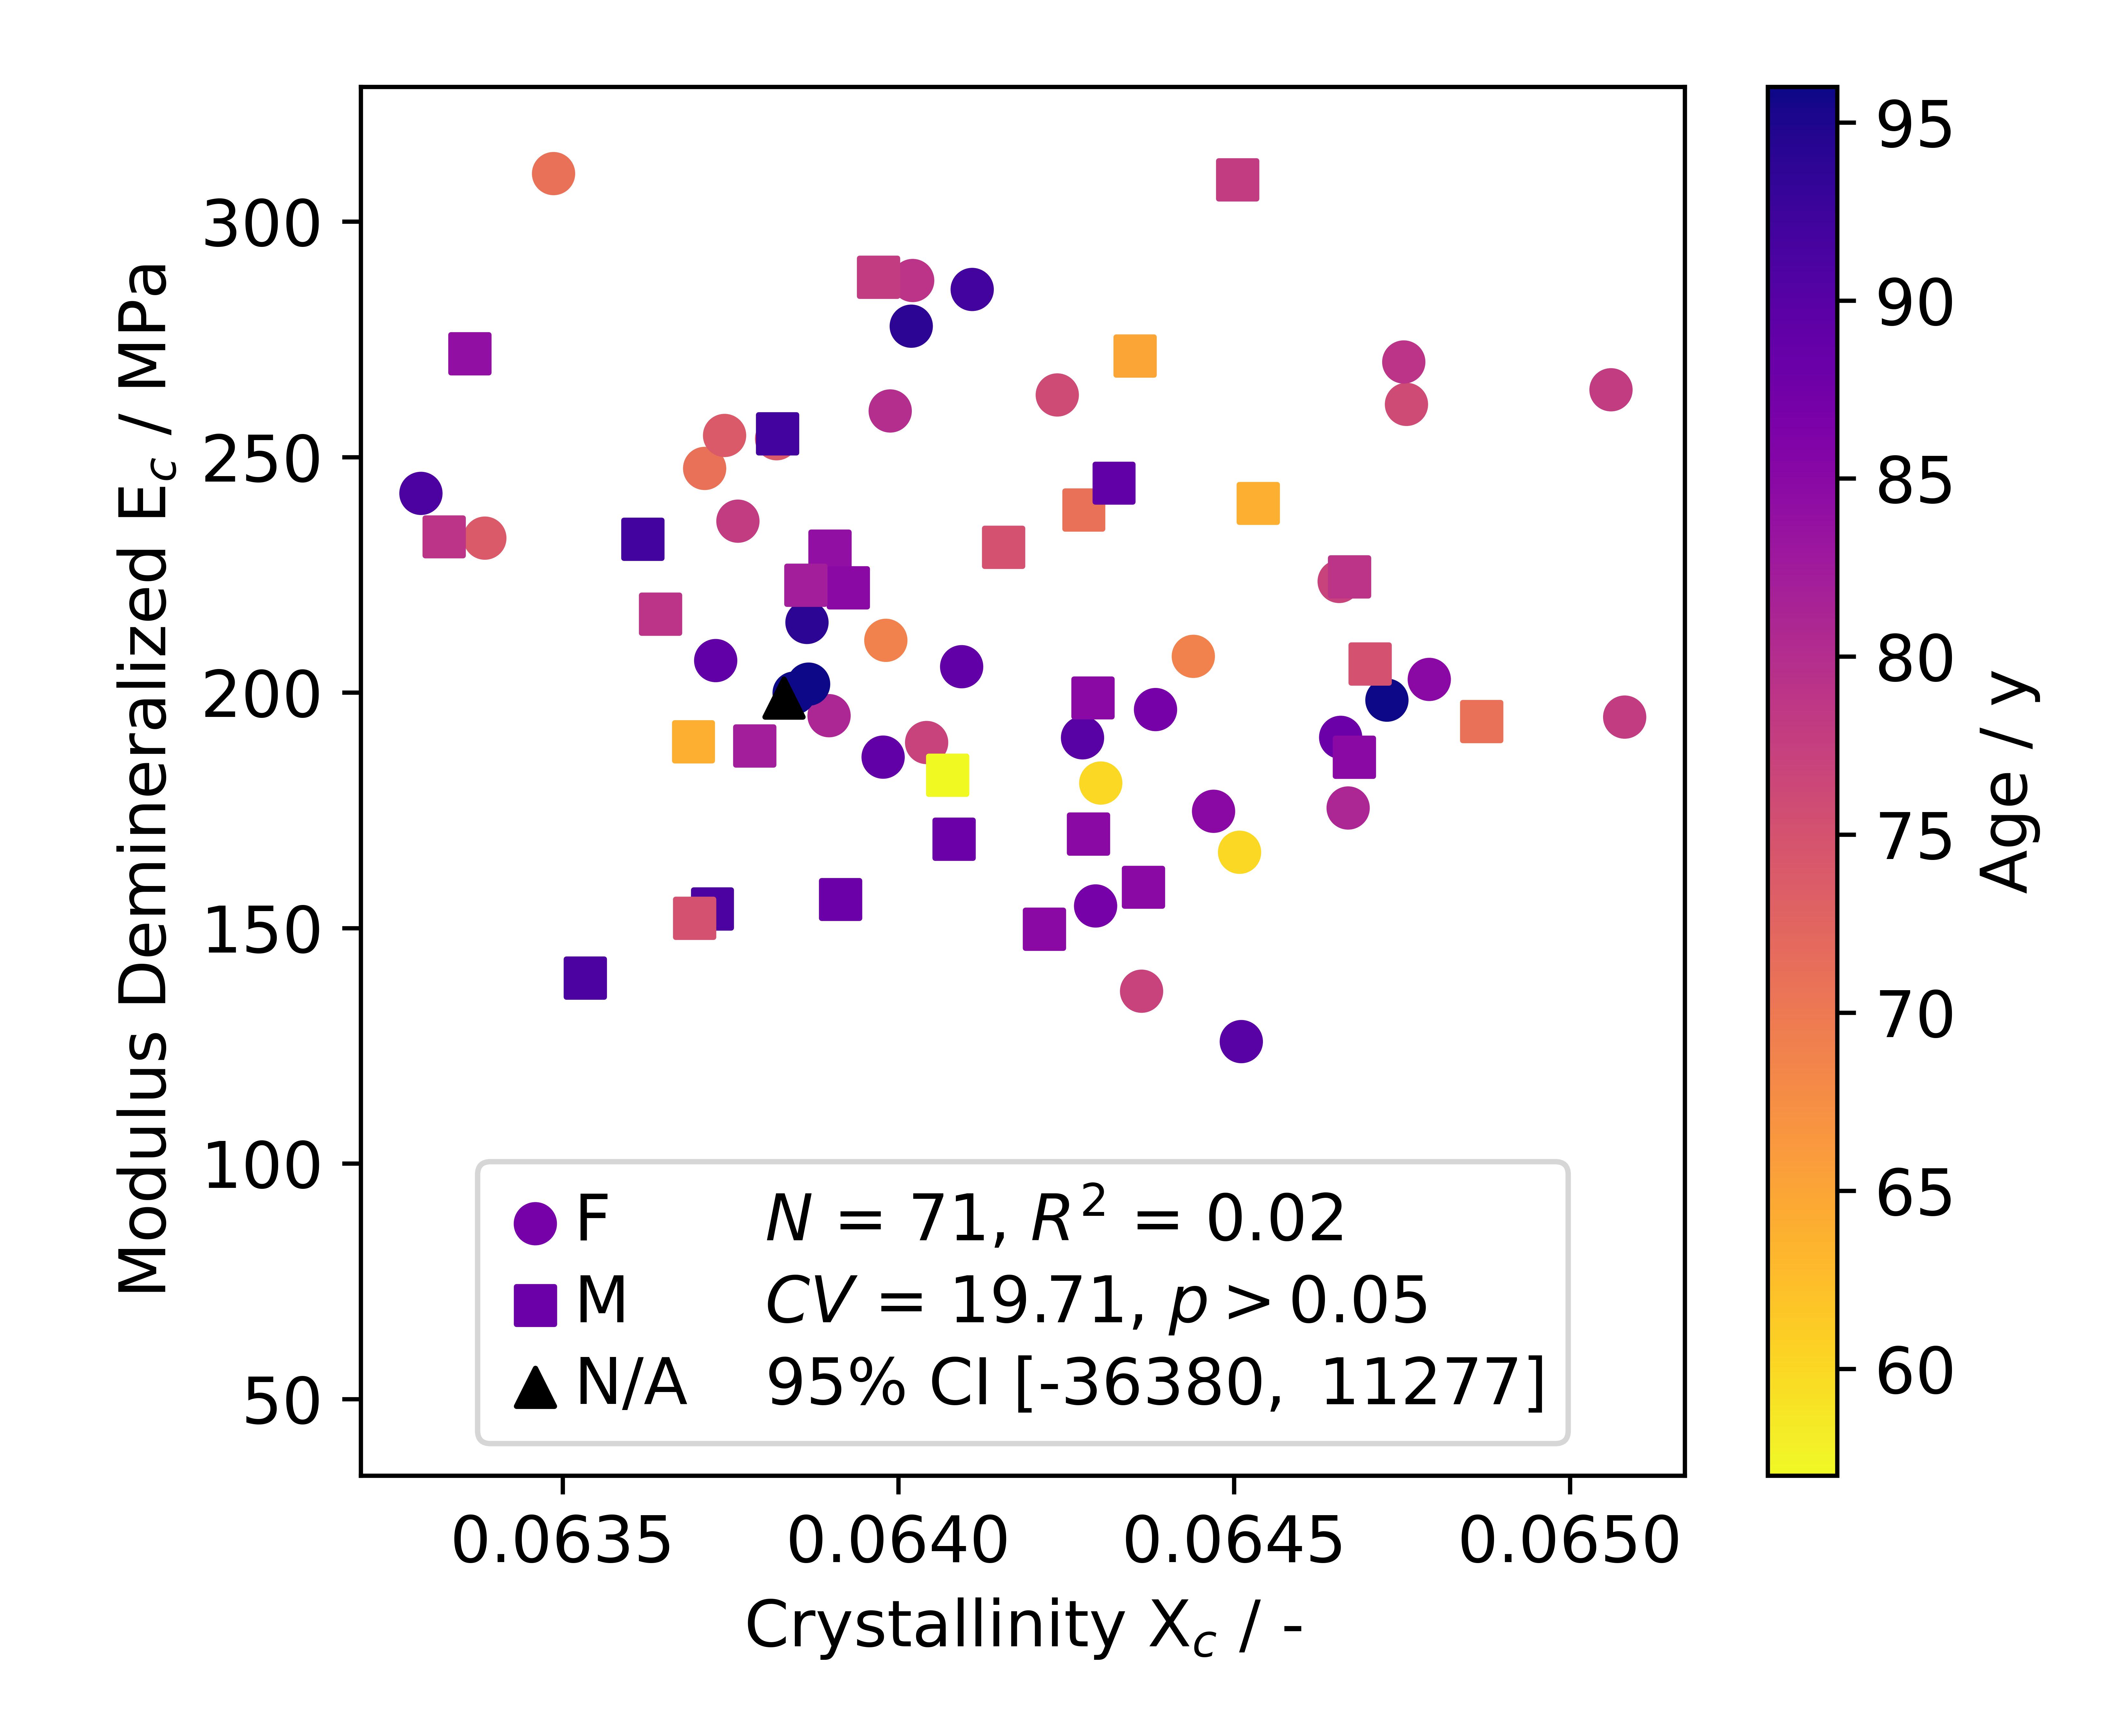 Modulus Demineralized E_c / MPa
300
250
200
150
100
50
F N = 71, R² = 0.02
M CV = 19.71, p > 0.05
N/A 95% CI [-36380, 11277]
0.0635 0.0640 0.0645 0.0650
Crystallinity X_c / -
95
90
85
80
75
70
65
60
Age / y